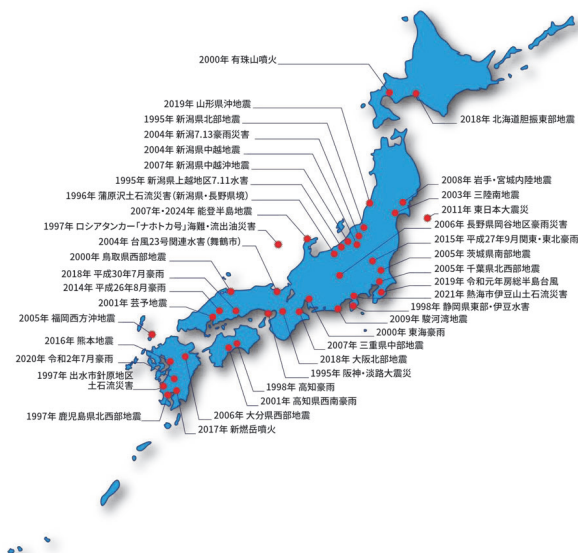 2000年 有珠山噴火
2018年 北海道胆振東部地震
2019年 山形県沖地震
1995年 新潟県北部地震
2004年 新潟7.13豪雨災害
2004年 新潟県中越地震
2007年 新潟県中越沖地震
1995年 新潟県上越地区7.11水害
1996年 蒲原沢土石流災害(新潟県・長野県境)
2007年・2024年 能登半島地震
1997年 ロシアタンカー「ナホトカ号」海難・流出油災害
2004年 台風23号関連水害(舞鶴市)
2000年 鳥取県西部地震
2018年 平成30年7月豪雨
2014年 平成26年8月豪雨
2001年 芸予地震
2005年 福岡西方沖地震
2016年 熊本地震
2020年 令和2年7月豪雨
1997年 出水市針原地区
土石流災害
1997年 鹿児島県北西部地震
2017年 新燃岳噴火
2006年 大分県西部地震
2001年 高知県西南豪雨
1998年 高知豪雨
1995年 阪神・淡路大震災
2018年 大阪北部地震
2007年 三重県中部地震
2000年 東海豪雨
2009年 駿河湾地震
1998年 静岡県東部・伊豆水害
2021年 熱海市伊豆山土石流災害
2019年 令和元年房総半島台風
2005年 千葉県北西部地震
2005年 茨城県南部地震
2015年 平成27年9月関東・東北豪雨
2006年 長野県岡谷地区豪雨災害
2011年 東日本大震災
2003年 三陸南地震
2008年 岩手・宮城内陸地震